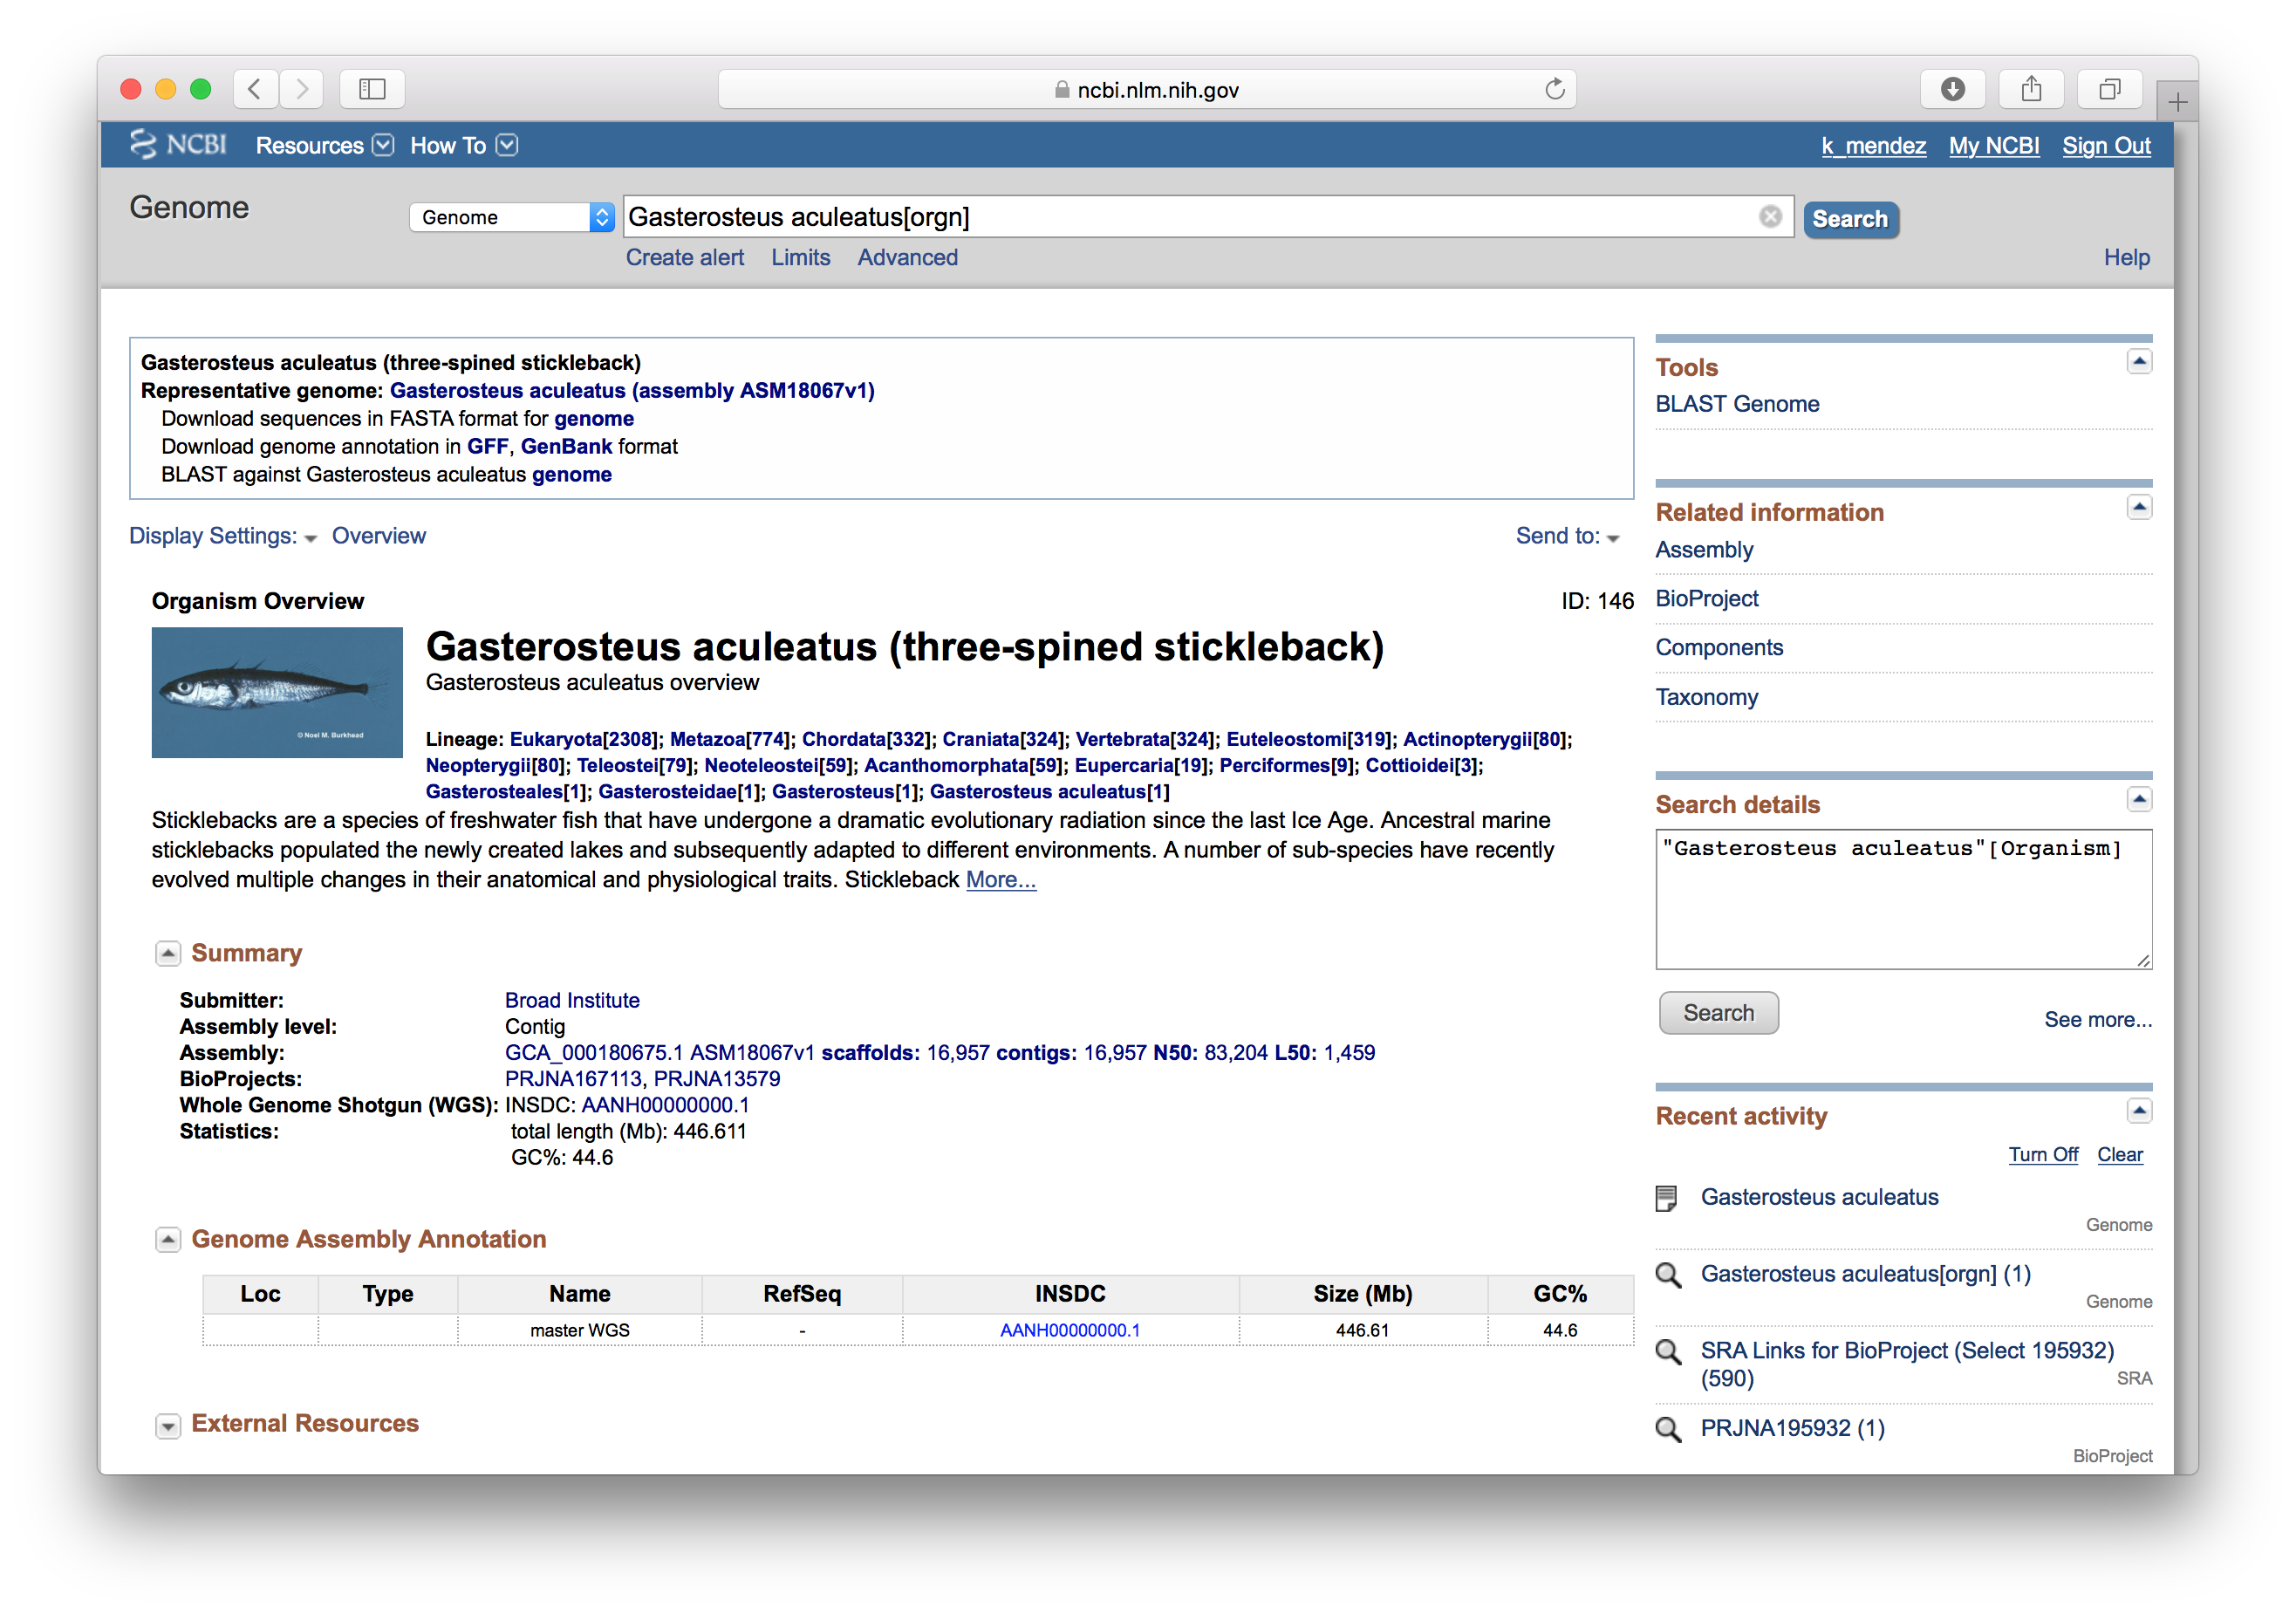 ncbi.nlm.nih.gov
NCBI Resources How To k_mendez My NCBI Sign Out
Genome
Genome Gasterosteus aculeatus[orgn] Search
Create alert Limits Advanced Help
Gasterosteus aculeatus (three-spined stickleback)
Representative genome: Gasterosteus aculeatus (assembly ASM18067v1)
Download sequences in FASTA format for genome
Download genome annotation in GFF, GenBank format
BLAST against Gasterosteus aculeatus genome
Display Settings: Overview Send to:
Organism Overview ID: 146
Gasterosteus aculeatus (three-spined stickleback)
Gasterosteus aculeatus overview
© Noel M. Burkhead
Lineage: Eukaryota[2308]; Metazoa[774]; Chordata[332]; Craniata[324]; Vertebrata[324]; Euteleostomi[319]; Actinopterygii[80];
Neopterygii[80]; Teleostei[79]; Neoteleostei[59]; Acanthomorphata[59]; Eupercaria[19]; Perciformes[9]; Cottioidei[3];
Gasterosteales[1]; Gasterosteidae[1]; Gasterosteus[1]; Gasterosteus aculeatus[1]
Sticklebacks are a species of freshwater fish that have undergone a dramatic evolutionary radiation since the last Ice Age. Ancestral marine
sticklebacks populated the newly created lakes and subsequently adapted to different environments. A number of sub-species have recently
evolved multiple changes in their anatomical and physiological traits. Stickleback More...
Summary
Submitter: Broad Institute
Assembly level: Contig
Assembly: GCA_000180675.1 ASM18067v1 scaffolds: 16,957 contigs: 16,957 N50: 83,204 L50: 1,459
BioProjects: PRJNA167113, PRJNA13579
Whole Genome Shotgun (WGS): INSDC: AANH00000000.1
Statistics: total length (Mb): 446.611
GC%: 44.6
Genome Assembly Annotation
Loc Type Name RefSeq INSDC Size (Mb) GC%
master WGS - AANH00000000.1 446.61 44.6
External Resources
Tools
BLAST Genome
Related information
Assembly
BioProject
Components
Taxonomy
Search details
"Gasterosteus aculeatus"[Organism]
Search See more...
Recent activity
Turn Off Clear
Gasterosteus aculeatus
Genome
Gasterosteus aculeatus[orgn] (1)
Genome
SRA Links for BioProject (Select 195932)
(590) SRA
PRJNA195932 (1)
BioProject